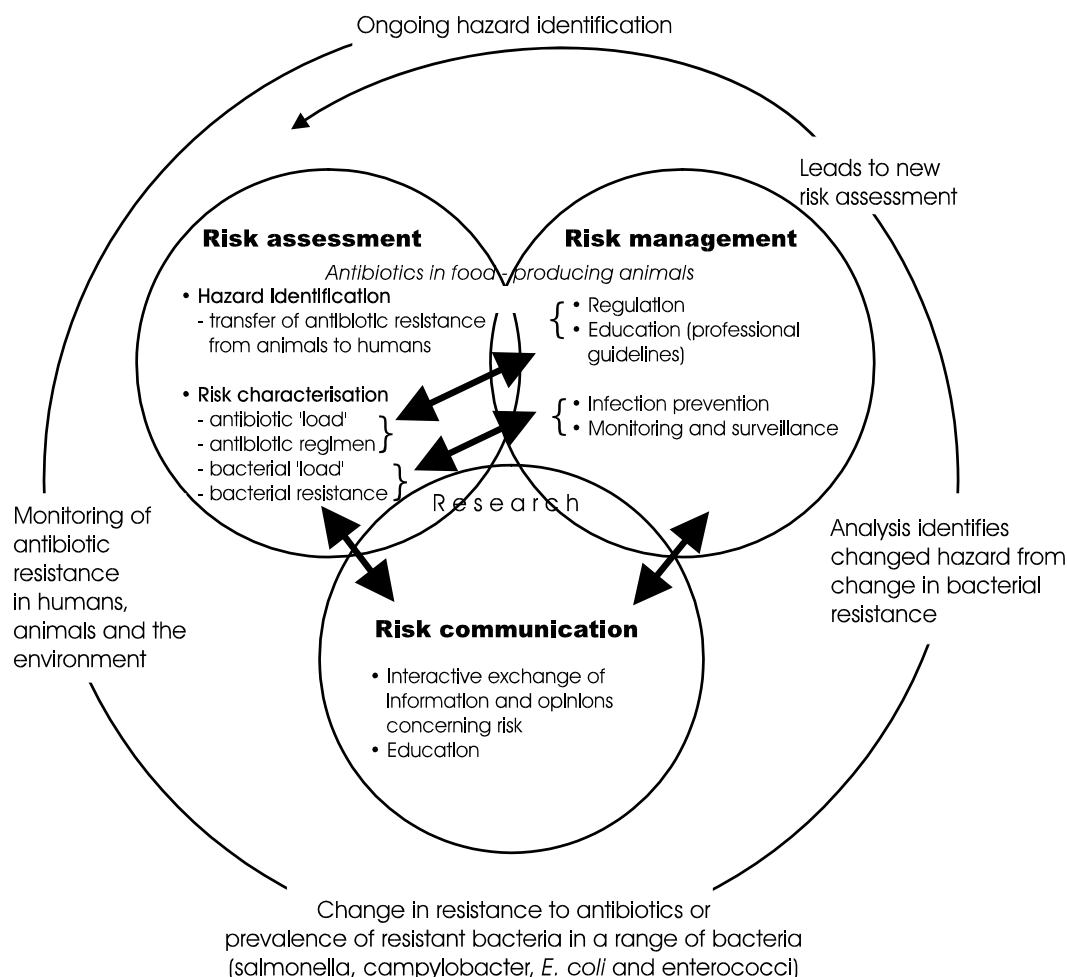 Ongoing hazard identification
Leads to new
risk assessment
Risk assessment
Risk management
Antibiotics in food - producing animals
• Hazard Identification
- transfer of antibiotic resistance
from animals to humans
• Risk characterisation
- antibiotic 'load'
- antibiotic regimen
- bacterial 'load'
- bacterial resistance
• Regulation
• Education (professional
guidelines)
• Infection prevention
• Monitoring and surveillance
Research
Monitoring of
antibiotic
resistance
in humans,
animals and the
environment
Analysis identifies
changed hazard from
change in bacterial
resistance
Risk communication
• Interactive exchange of
information and opinions
concerning risk
• Education
Change in resistance to antibiotics or
prevalence of resistant bacteria in a range of bacteria
(salmonella, campylobacter, E. coli and enterococci)